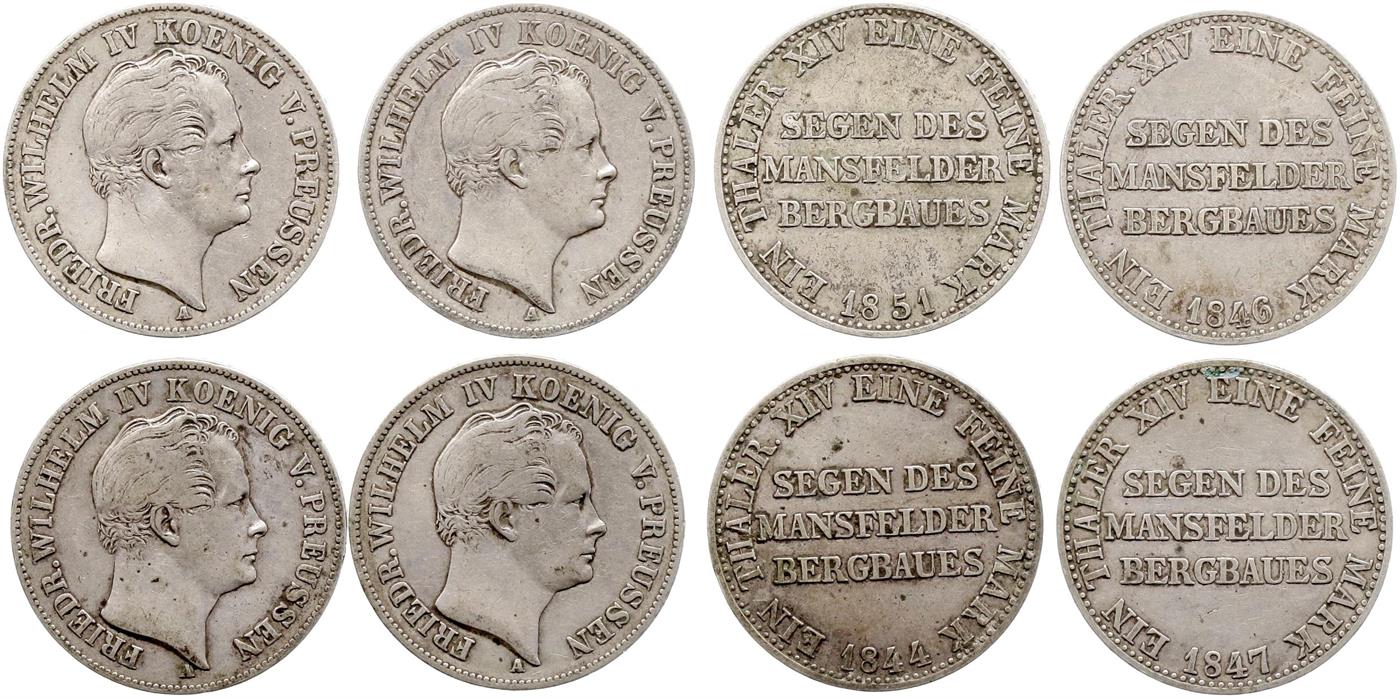 FRIEDR. WILHELM IV KOENIG V. PREUSSEN
A
FRIEDR. WILHELM IV KOENIG V. PREUSSEN
A
EIN THALER XIV EINE FEINE MARK
SEGEN DES
MANSFELDER
BERGBAUES
1851
EIN THALER. XIV EINE FEINE MARK
SEGEN DES
MANSFELDER
BERGBAUES
1846
FRIEDR. WILHELM IV KOENIG V. PREUSSEN
A
FRIEDR. WILHELM IV KOENIG V. PREUSSEN
A
EIN THALER. XIV EINE FEINE MARK
SEGEN DES
MANSFELDER
BERGBAUES
1844
EIN THALER XIV EINE FEINE MARK
SEGEN DES
MANSFELDER
BERGBAUES
1847